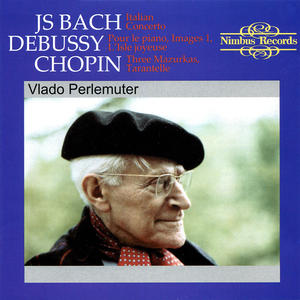 JS BACH
Italian
Concerto
DEBUSSY
Pour le piano, Images 1,
L'Isle joyeuse
CHOPIN
Three Mazurkas,
Tarantelle
Nimbus Records
Vlado Perlemuter